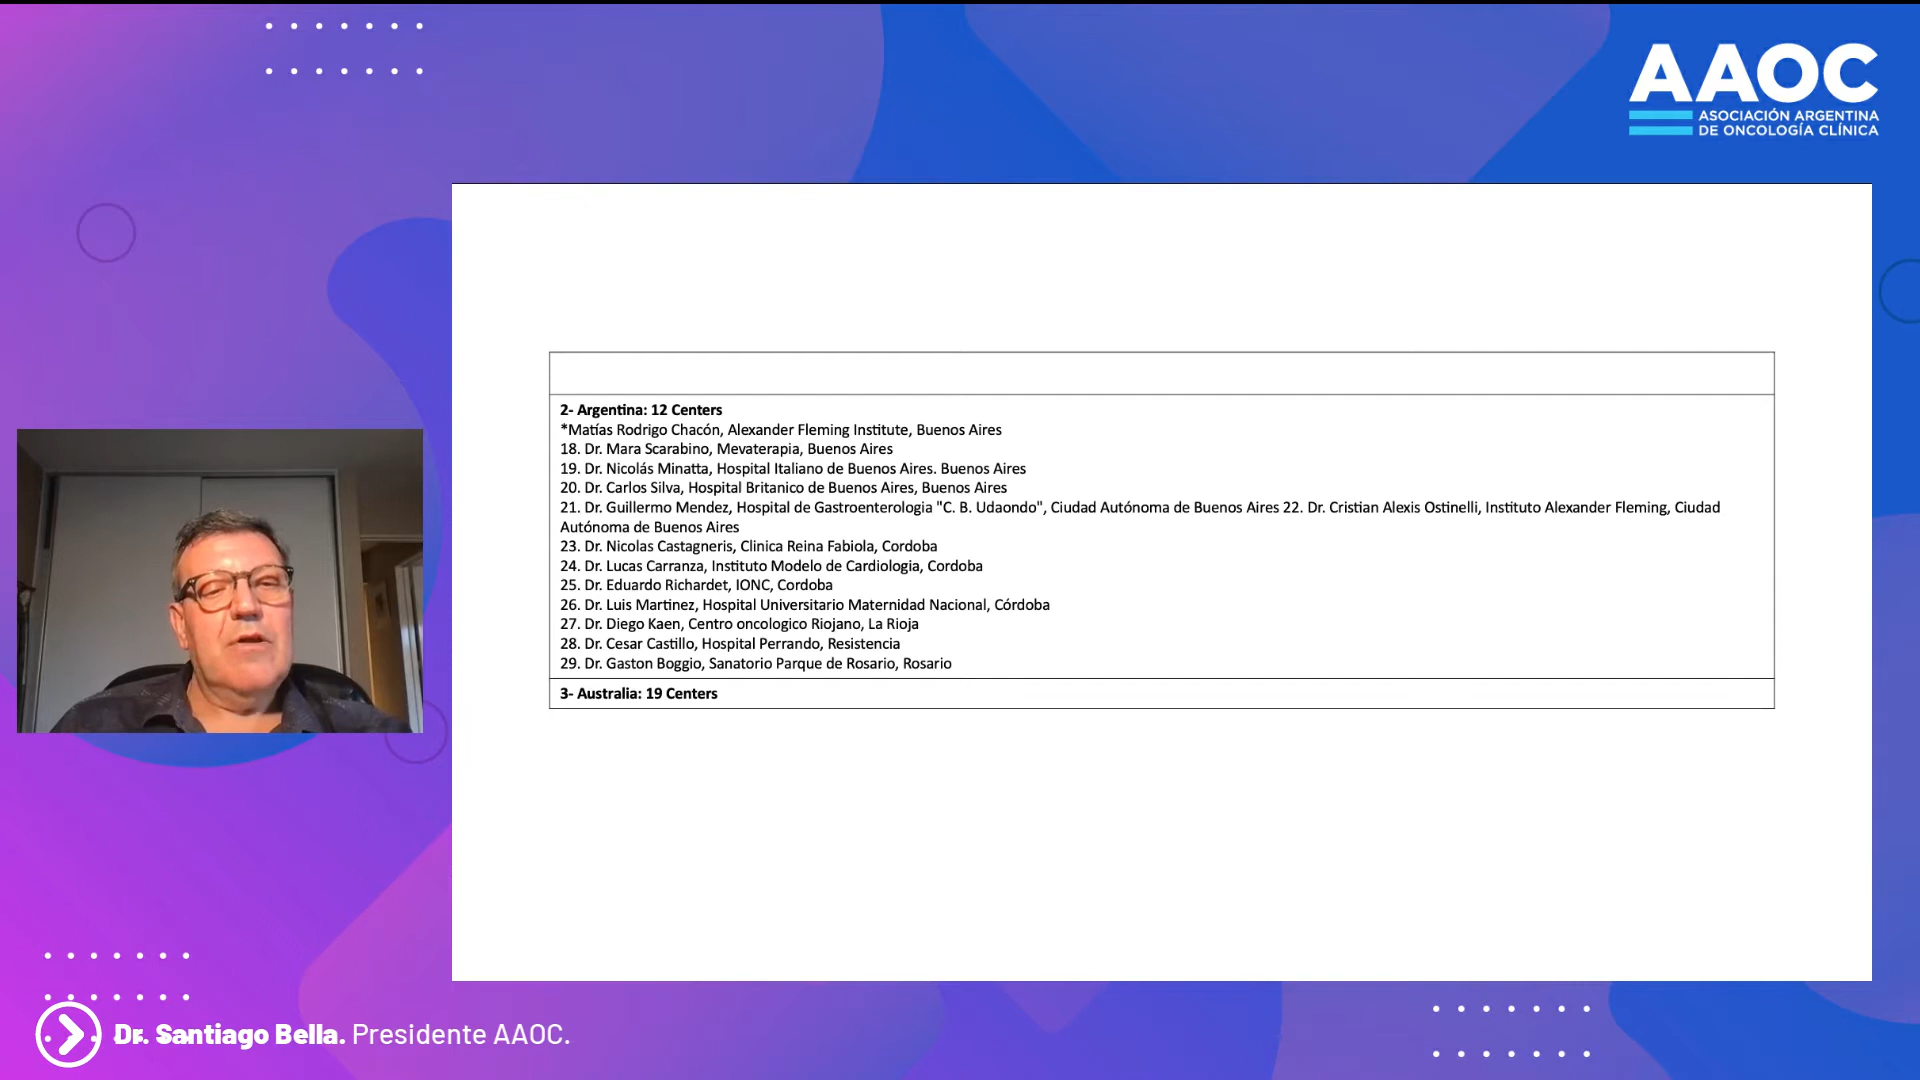 AAOC
ASOCIACIÓN ARGENTINA
DE ONCOLOGÍA CLÍNICA
2- Argentina: 12 Centers
*Matías Rodrigo Chacón, Alexander Fleming Institute, Buenos Aires
18. Dr. Mara Scarabino, Mevaterapia, Buenos Aires
19. Dr. Nicolás Minatta, Hospital Italiano de Buenos Aires. Buenos Aires
20. Dr. Carlos Silva, Hospital Britanico de Buenos Aires, Buenos Aires
21. Dr. Guillermo Mendez, Hospital de Gastroenterologia "C. B. Udaondo", Ciudad Autónoma de Buenos Aires 22. Dr. Cristian Alexis Ostinelli, Instituto Alexander Fleming, Ciudad
Autónoma de Buenos Aires
23. Dr. Nicolas Castagneris, Clinica Reina Fabiola, Cordoba
24. Dr. Lucas Carranza, Instituto Modelo de Cardiologia, Cordoba
25. Dr. Eduardo Richardet, IONC, Cordoba
26. Dr. Luis Martinez, Hospital Universitario Maternidad Nacional, Córdoba
27. Dr. Diego Kaen, Centro oncologico Riojano, La Rioja
28. Dr. Cesar Castillo, Hospital Perrando, Resistencia
29. Dr. Gaston Boggio, Sanatorio Parque de Rosario, Rosario
3- Australia: 19 Centers
Dr. Santiago Bella. Presidente AAOC.